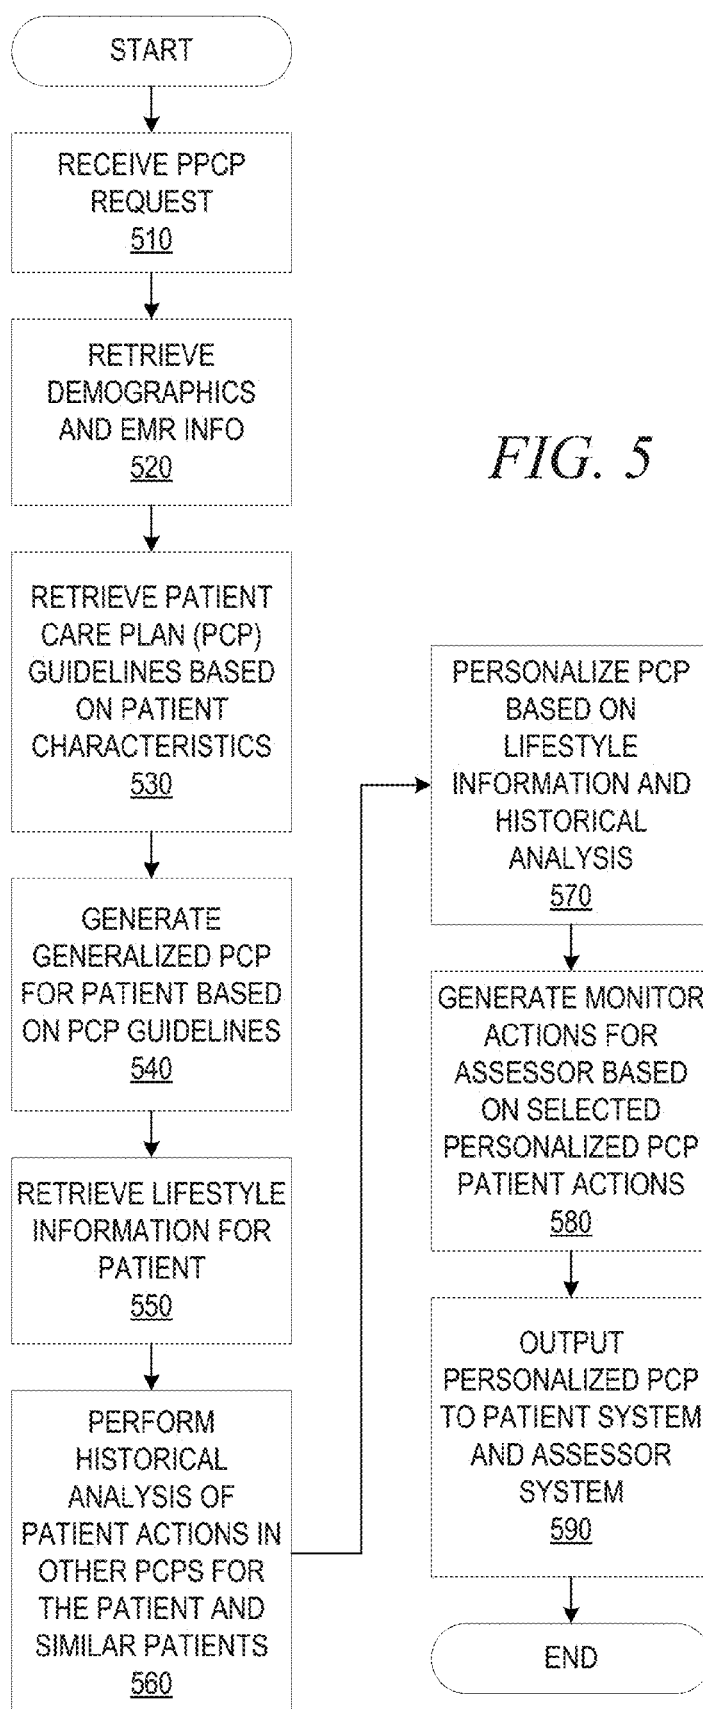 START
RECEIVE PPCP
REQUEST
510
RETRIEVE
DEMOGRAPHICS
AND EMR INFO
520
RETRIEVE PATIENT
CARE PLAN (PCP)
GUIDELINES BASED
ON PATIENT
CHARACTERISTICS
530
GENERATE
GENERALIZED PCP
FOR PATIENT BASED
ON PCP GUIDELINES
540
RETRIEVE LIFESTYLE
INFORMATION FOR
PATIENT
550
PERFORM
HISTORICAL
ANALYSIS OF
PATIENT ACTIONS IN
OTHER PCPS FOR
THE PATIENT AND
SIMILAR PATIENTS
560
FIG. 5
PERSONALIZE PCP
BASED ON
LIFESTYLE
INFORMATION AND
HISTORICAL
ANALYSIS
570
GENERATE MONITOR
ACTIONS FOR
ASSESSOR BASED
ON SELECTED
PERSONALIZED PCP
PATIENT ACTIONS
580
OUTPUT
PERSONALIZED PCP
TO PATIENT SYSTEM
AND ASSESSOR
SYSTEM
590
END